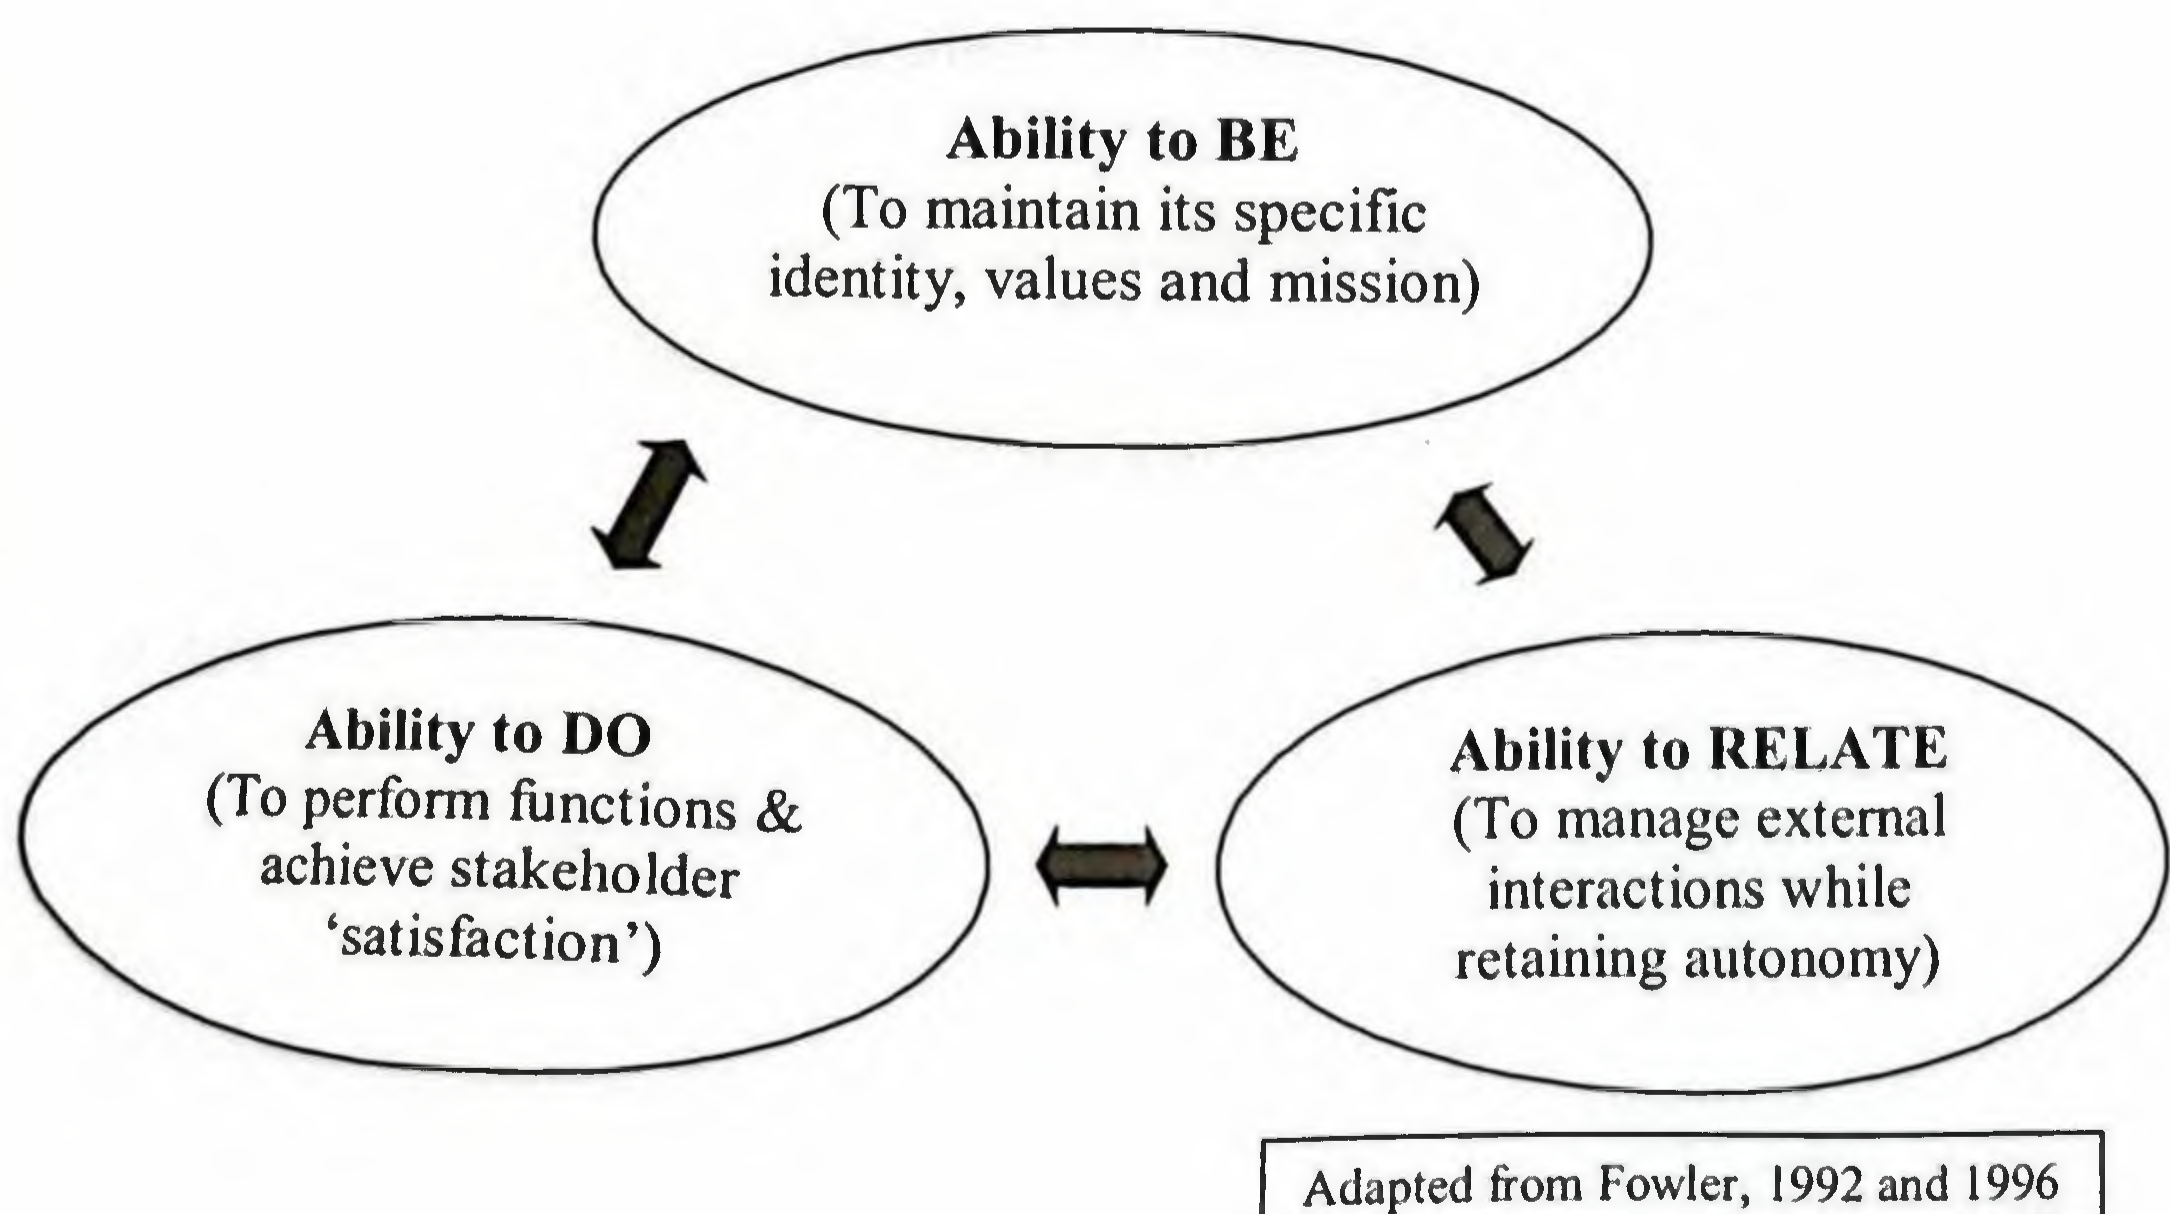 Ability to BE
(To maintain its specific
identity, values and mission)
Ability to DO
(To perform functions &
achieve stakeholder
‘satisfaction’)
Ability to RELATE
(To manage external
interactions while
retaining autonomy)
Adapted from Fowler, 1992 and 1996